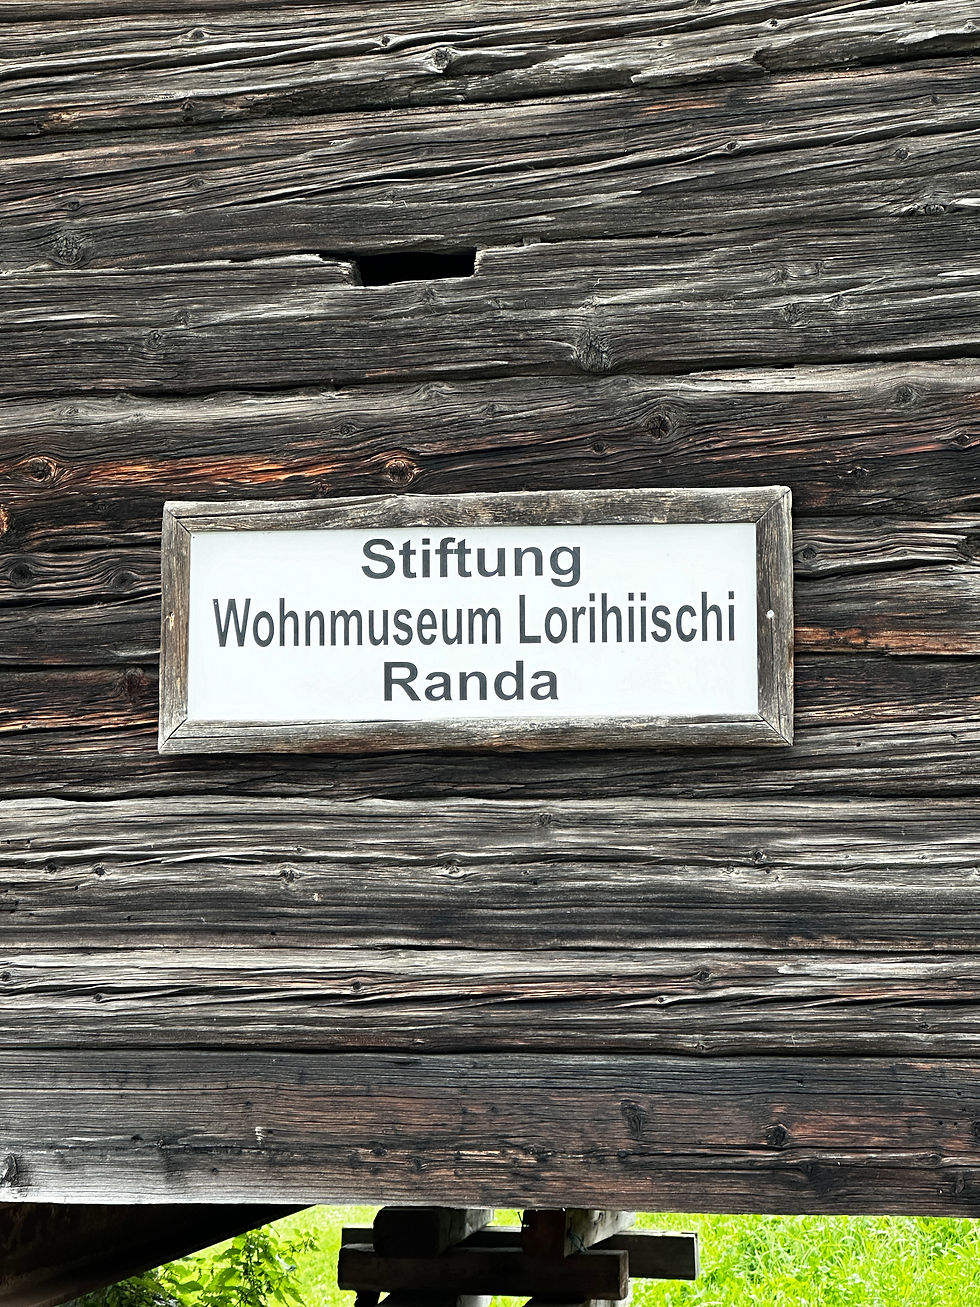 Stiftung
Wohnmuseum Lorihiischi
Randa